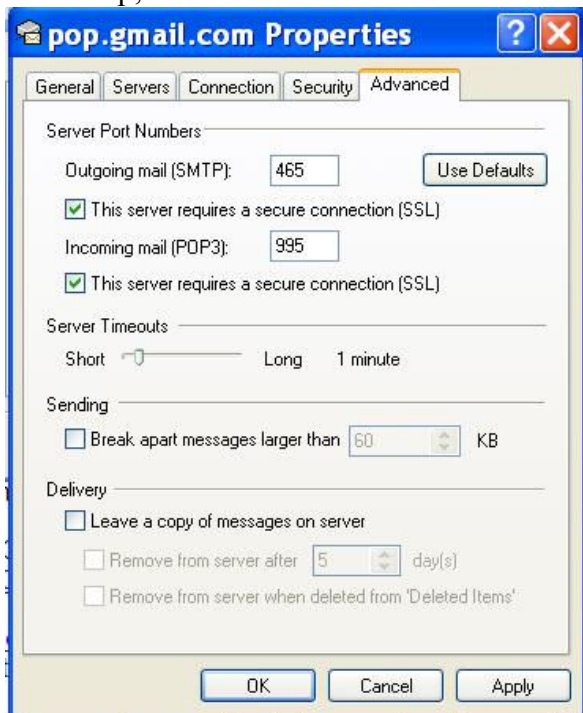 pop.gmail.com Properties
General Servers Connection Security Advanced
Server Port Numbers
Outgoing mail (SMTP): 465 Use Defaults
This server requires a secure connection (SSL)
Incoming mail (POP3): 995
This server requires a secure connection (SSL)
Server Timeouts
Short Long 1 minute
Sending
Break apart messages larger than 60 KB
Delivery
Leave a copy of messages on server
Remove from server after 5 day(s)
Remove from server when deleted from 'Deleted Items'
OK Cancel Apply